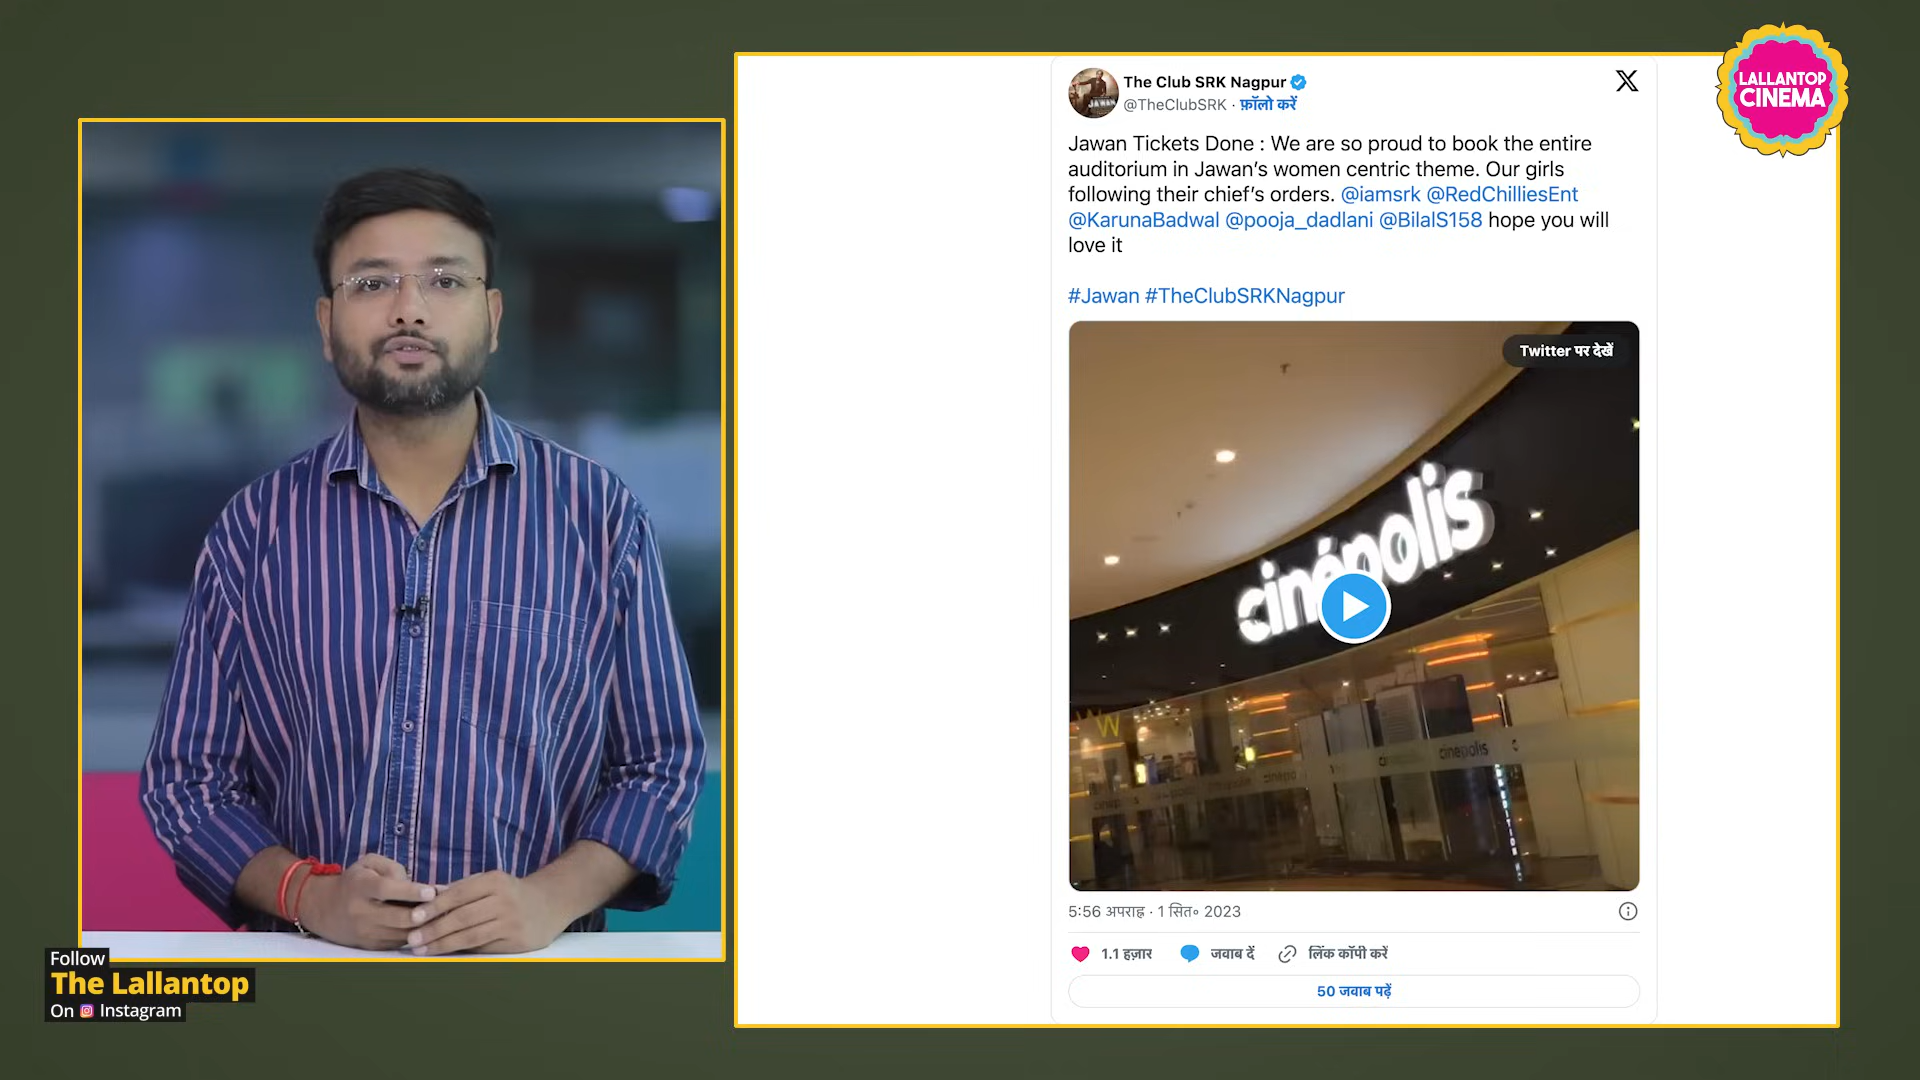 The Club SRK Nagpur
@TheClubSRK · फ़ॉलो करें
Jawan Tickets Done : We are so proud to book the entire
auditorium in Jawan’s women centric theme. Our girls
following their chief’s orders. @iamsrk @RedChilliesEnt
@KarunaBadwal @pooja_dadlani @BilalS158 hope you will
love it
#Jawan #TheClubSRKNagpur
Twitter पर देखें
cinépolis
cinépolis
5:56 अपराह्न · 1 सित॰ 2023
1.1 हज़ार जवाब दें लिंक कॉपी करें
50 जवाब पढ़ें
LALLANTOP
CINEMA
JAWAN
Follow
The Lallantop
On Instagram